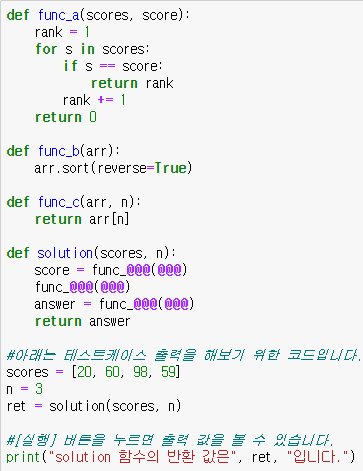 def func_a(scores, score):
    rank = 1
    for s in scores:
        if s == score:
            return rank
        rank += 1
    return 0

def func_b(arr):
    arr.sort(reverse=True)

def func_c(arr, n):
    return arr[n]

def solution(scores, n):
    score = func_@@@(@@@)
    func_@@@(@@@)
    answer = func_@@@(@@@)
    return answer

#아래는 테스트케이스 출력을 해보기 위한 코드입니다.
scores = [20, 60, 98, 59]
n = 3
ret = solution(scores, n)

#[실행] 버튼을 누르면 출력 값을 볼 수 있습니다.
print("solution 함수의 반환 값은", ret, "입니다.")